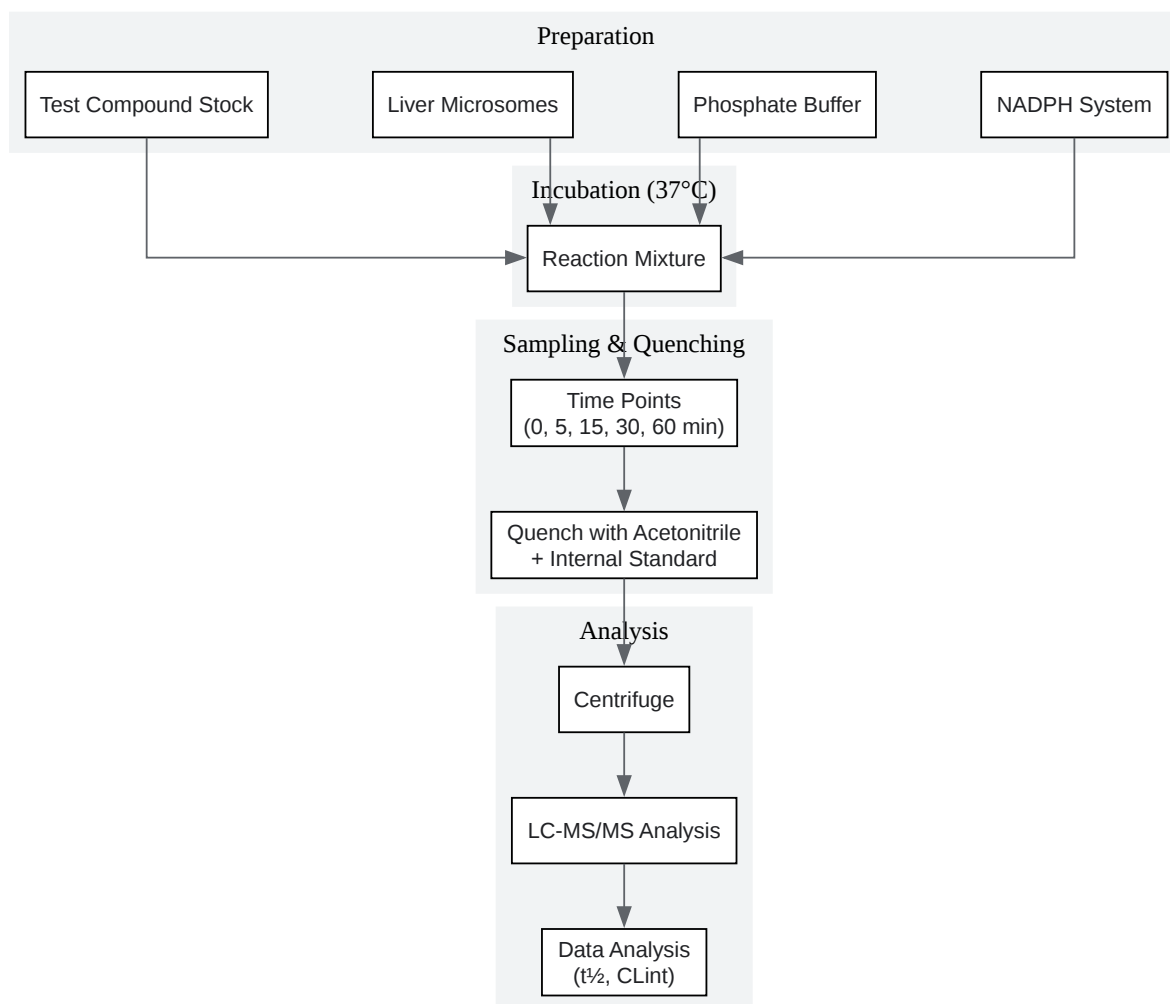 Preparation
Test Compound Stock
Liver Microsomes
Phosphate Buffer
NADPH System
Incubation (37°C)
Reaction Mixture
Sampling & Quenching
Time Points
(0, 5, 15, 30, 60 min)
Quench with Acetonitrile
+ Internal Standard
Analysis
Centrifuge
LC-MS/MS Analysis
Data Analysis
(t½, CLint)